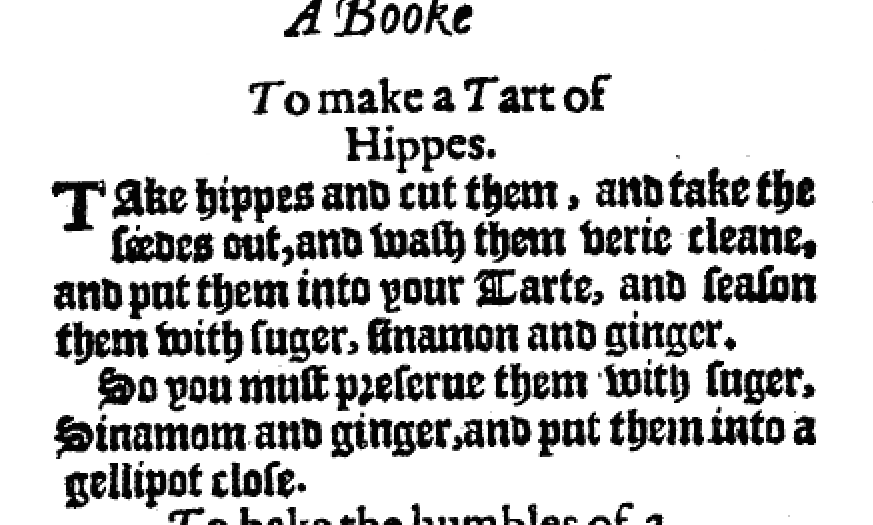 A Booke
To make a Tart of
Hippes.
TAke hippes and cut them, and take the
ſeedes out, and waſh them verie cleane,
and put them into your Tarte, and ſeaſon
them with ſuger, ſinamon and ginger.
So you muſt preſerue them with ſuger,
Sinamom and ginger, and put them into a
gellipot cloſe.
To bake the humbles of a